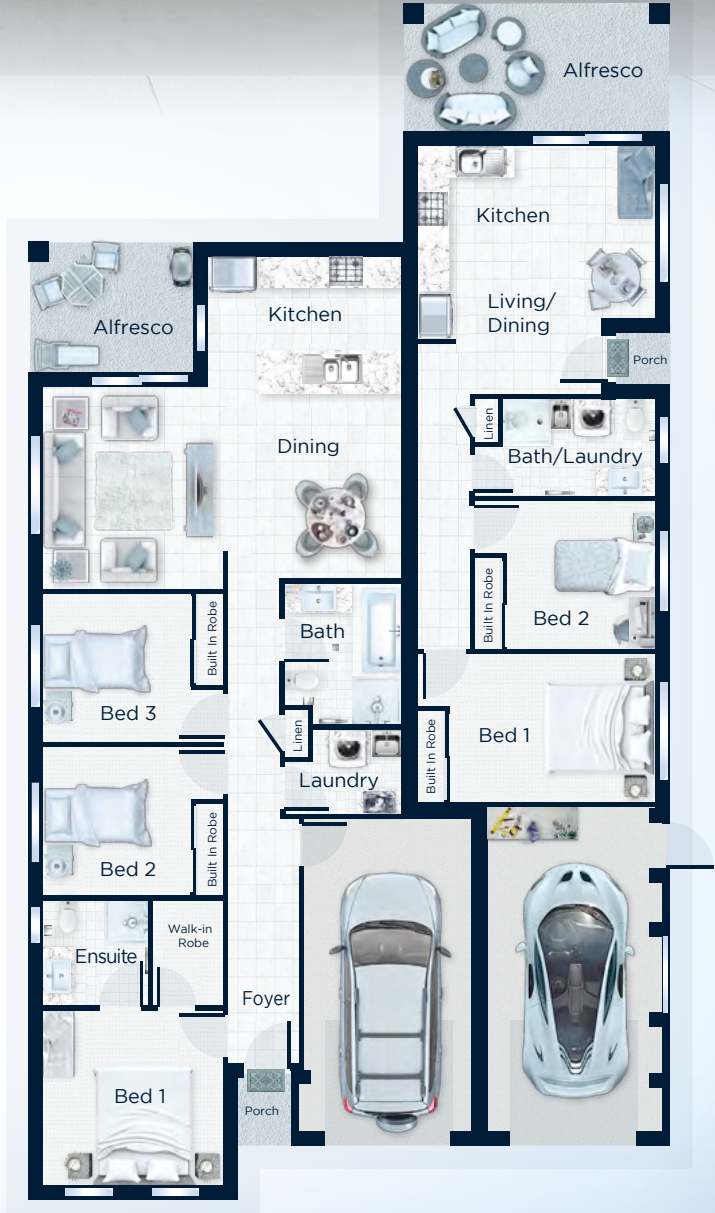 Alfresco
Kitchen
Living/
Dining
Porch
Linen
Bath/Laundry
Built In Robe
Bed 2
Bed 1
Built In Robe
Alfresco
Kitchen
Dining
Bath
Built In Robe
Bed 3
Linen
Laundry
Built In Robe
Bed 2
Walk-in
Robe
Ensuite
Foyer
Bed 1
Porch